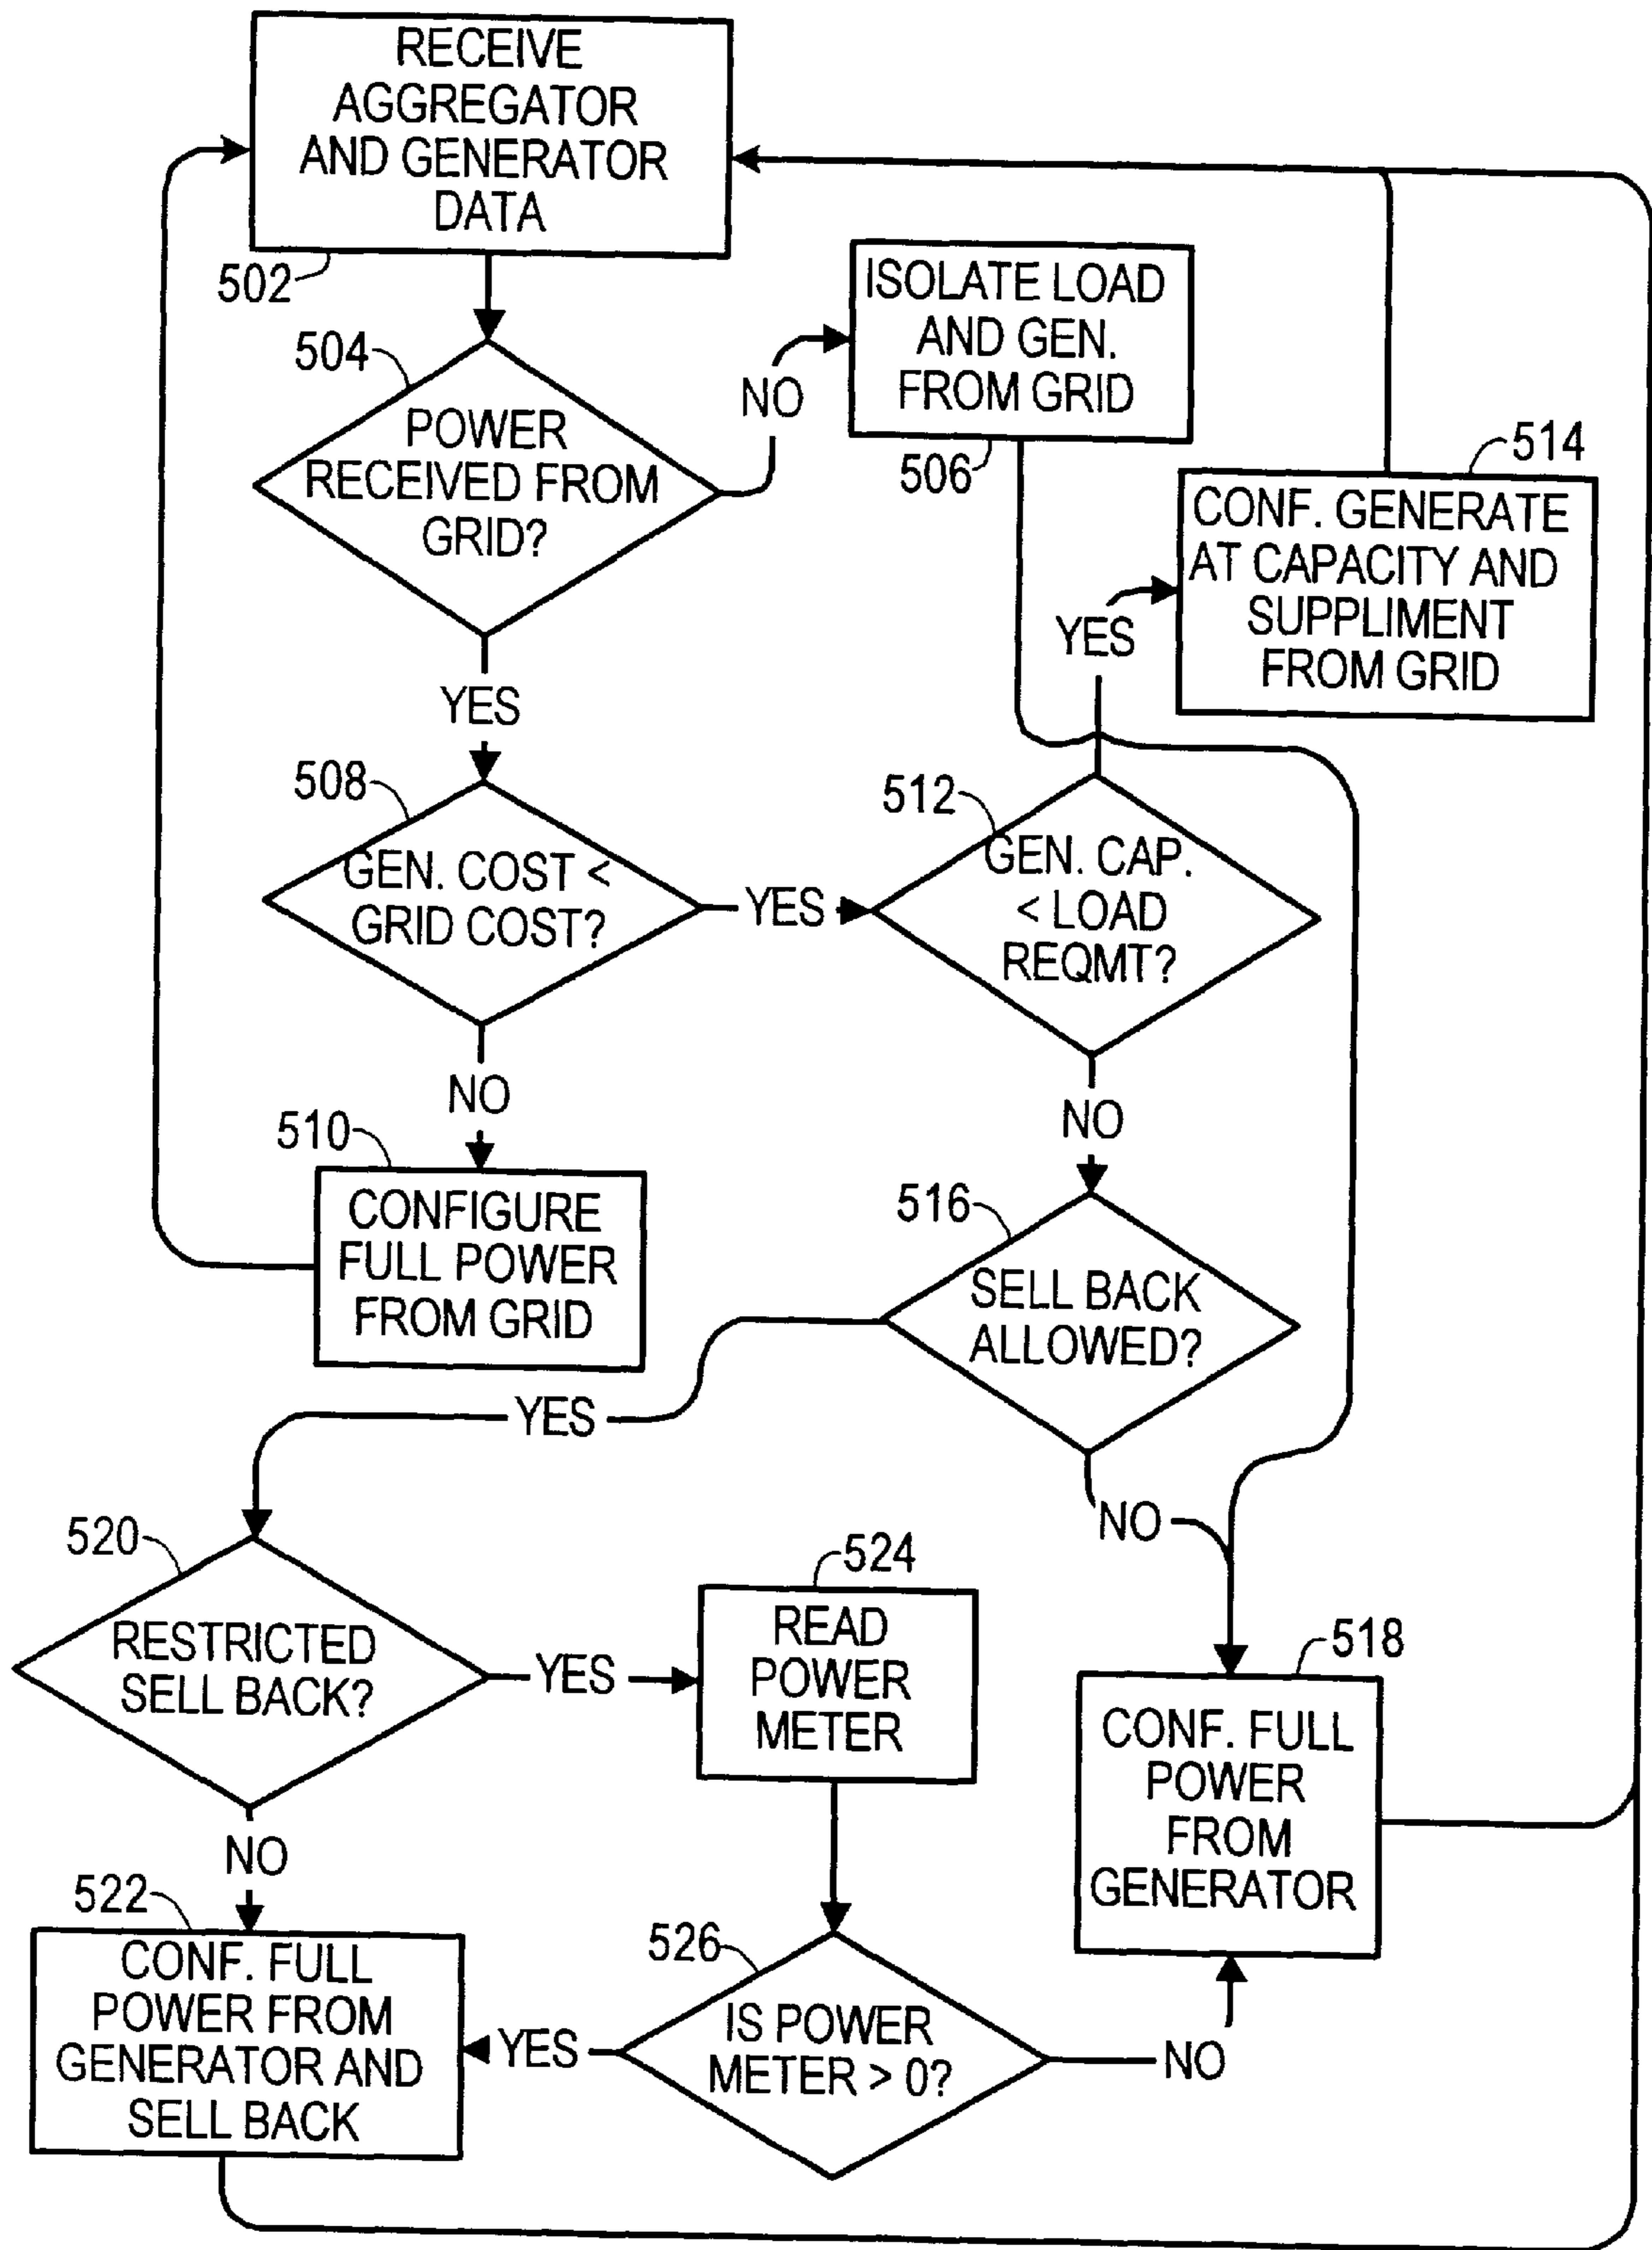 RECEIVE
AGGREGATOR
AND GENERATOR
DATA
502
ISOLATE LOAD
AND GEN.
FROM GRID
506
504
POWER
RECEIVED FROM
GRID?
NO
514
CONF. GENERATE
AT CAPACITY AND
SUPPLIMENT
FROM GRID
YES
YES
508
GEN. COST <
GRID COST?
YES
512
GEN. CAP.
< LOAD
REQMT?
NO
NO
510
CONFIGURE
FULL POWER
FROM GRID
516
SELL BACK
ALLOWED?
YES
NO
520
RESTRICTED
SELL BACK?
YES
524
READ
POWER
METER
518
CONF. FULL
POWER
FROM
GENERATOR
NO
522
CONF. FULL
POWER FROM
GENERATOR AND
SELL BACK
YES
526
IS POWER
METER > 0?
NO